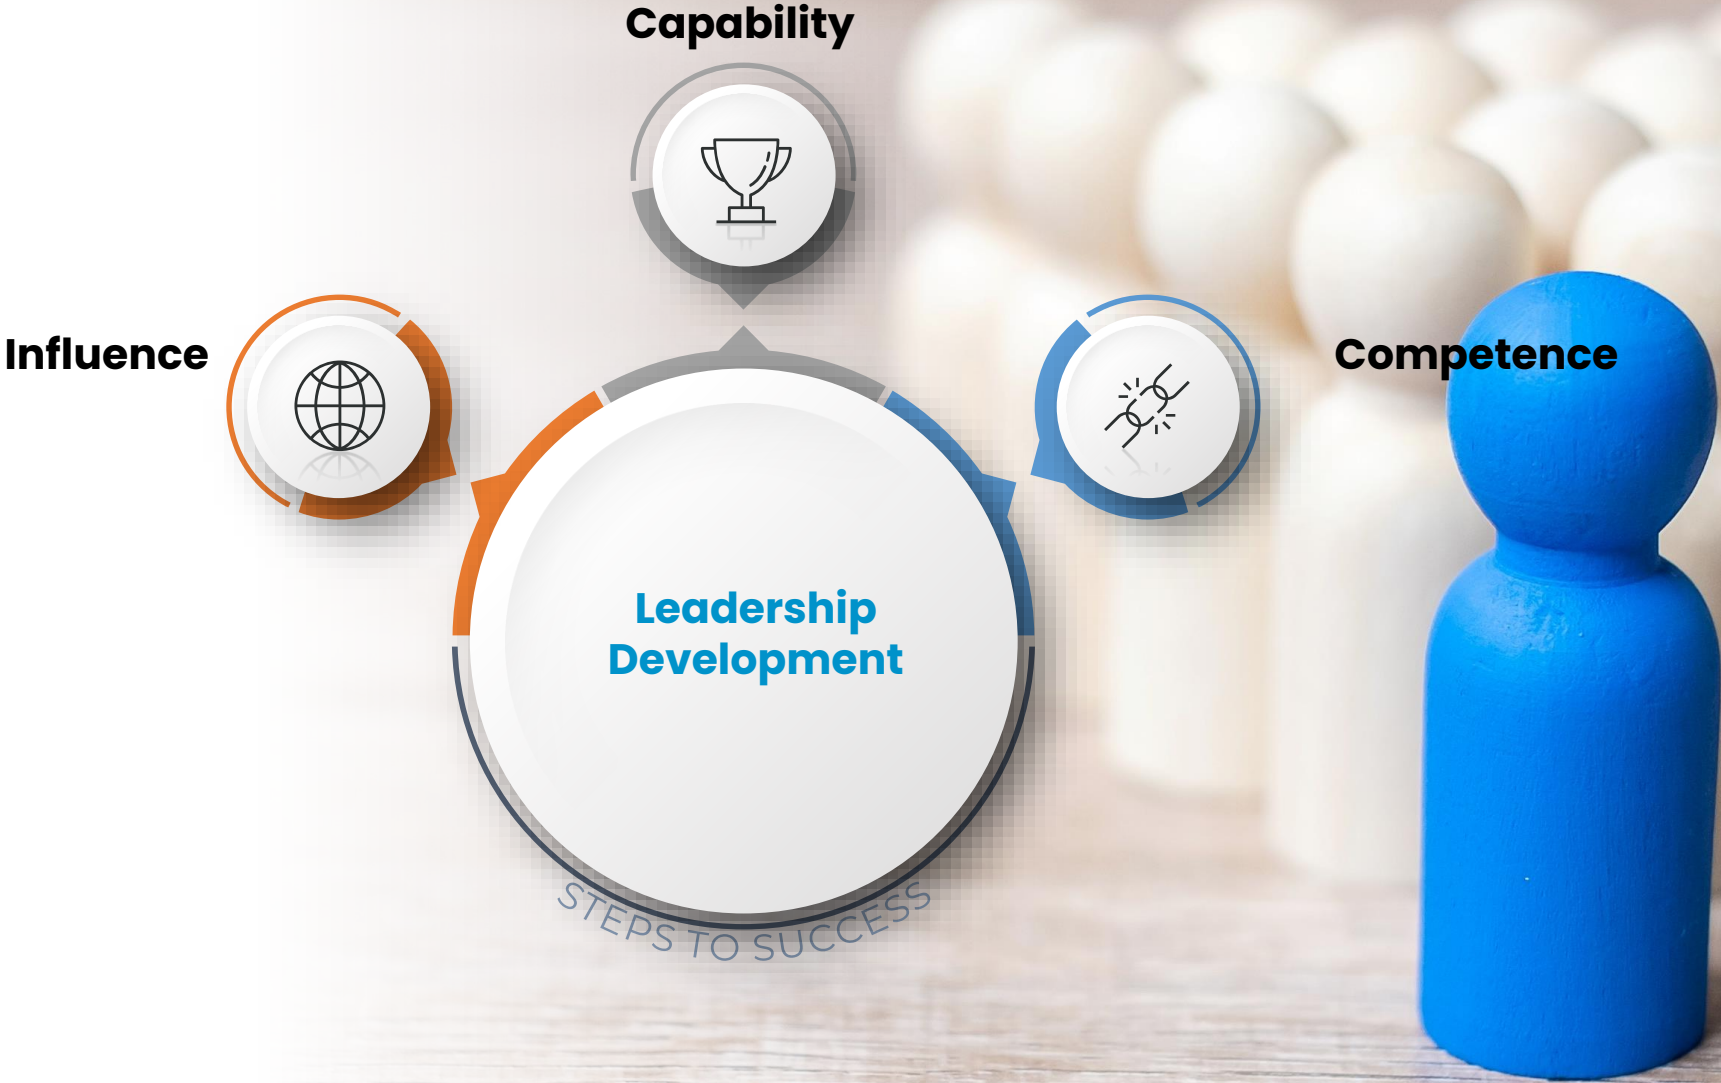 Capability
Influence
Competence
Leadership
Development
STEPS TO SUCCESS